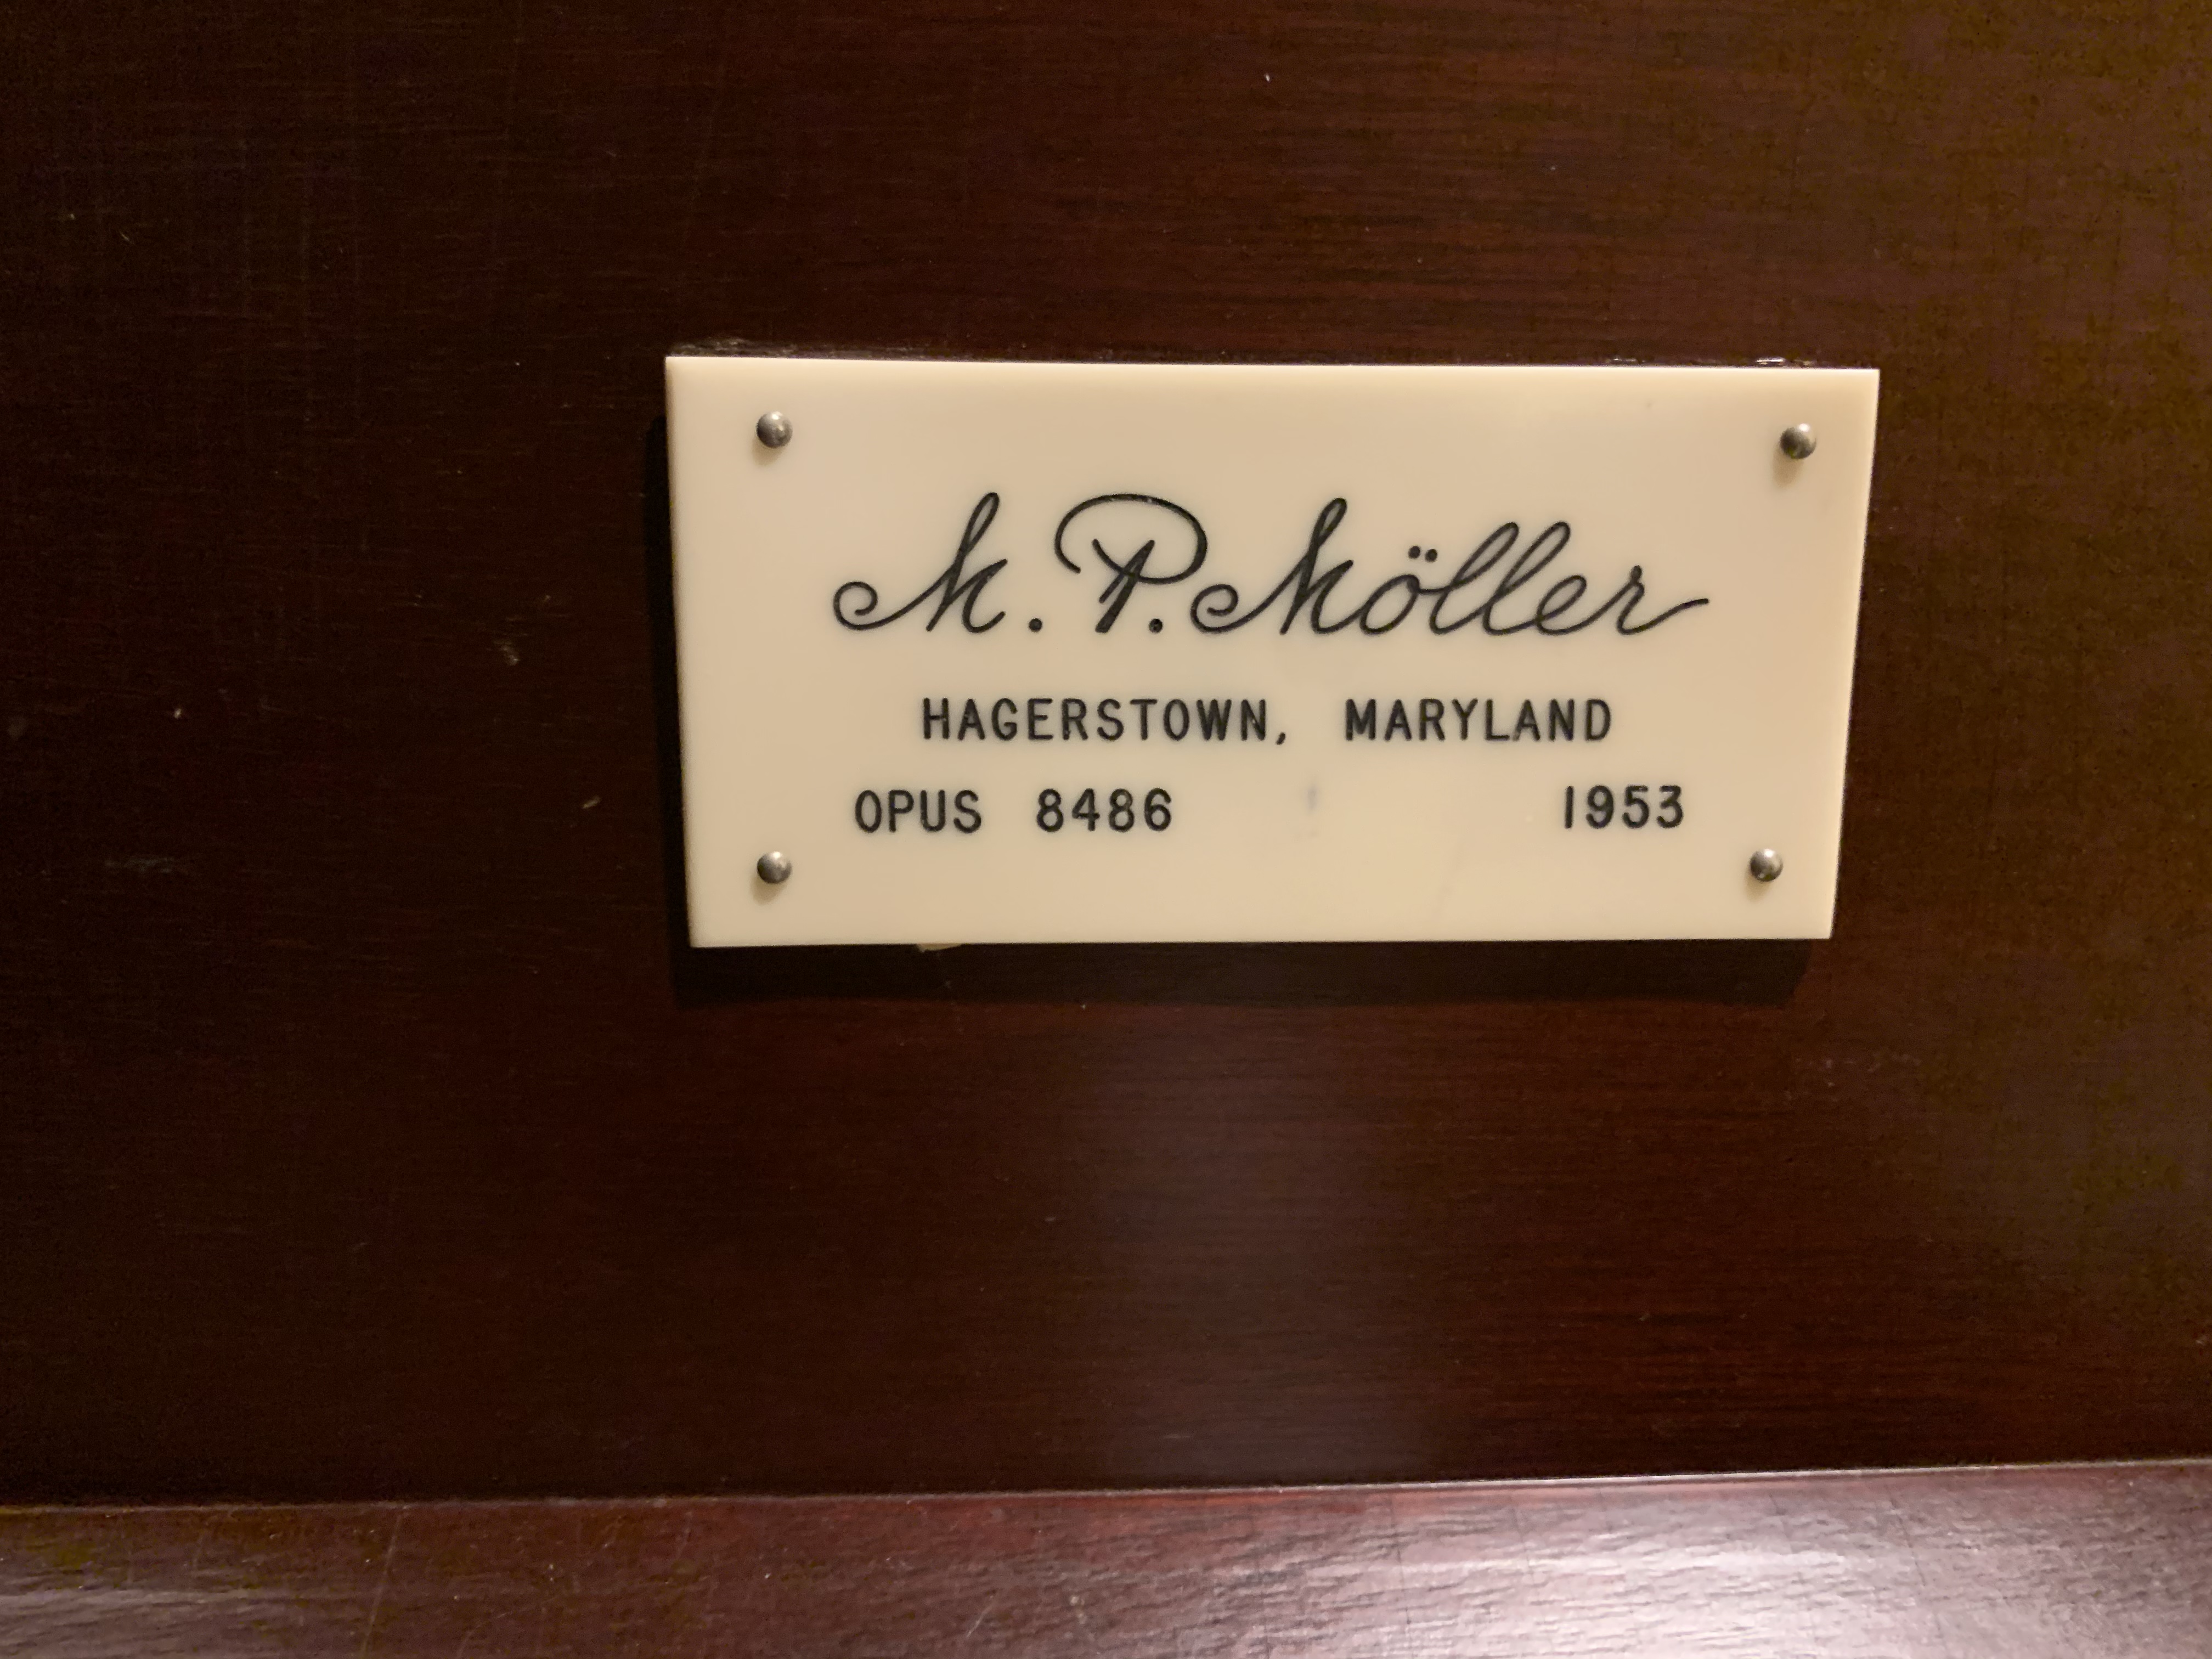 M. P. Möller
HAGERSTOWN, MARYLAND
OPUS 8486 1953